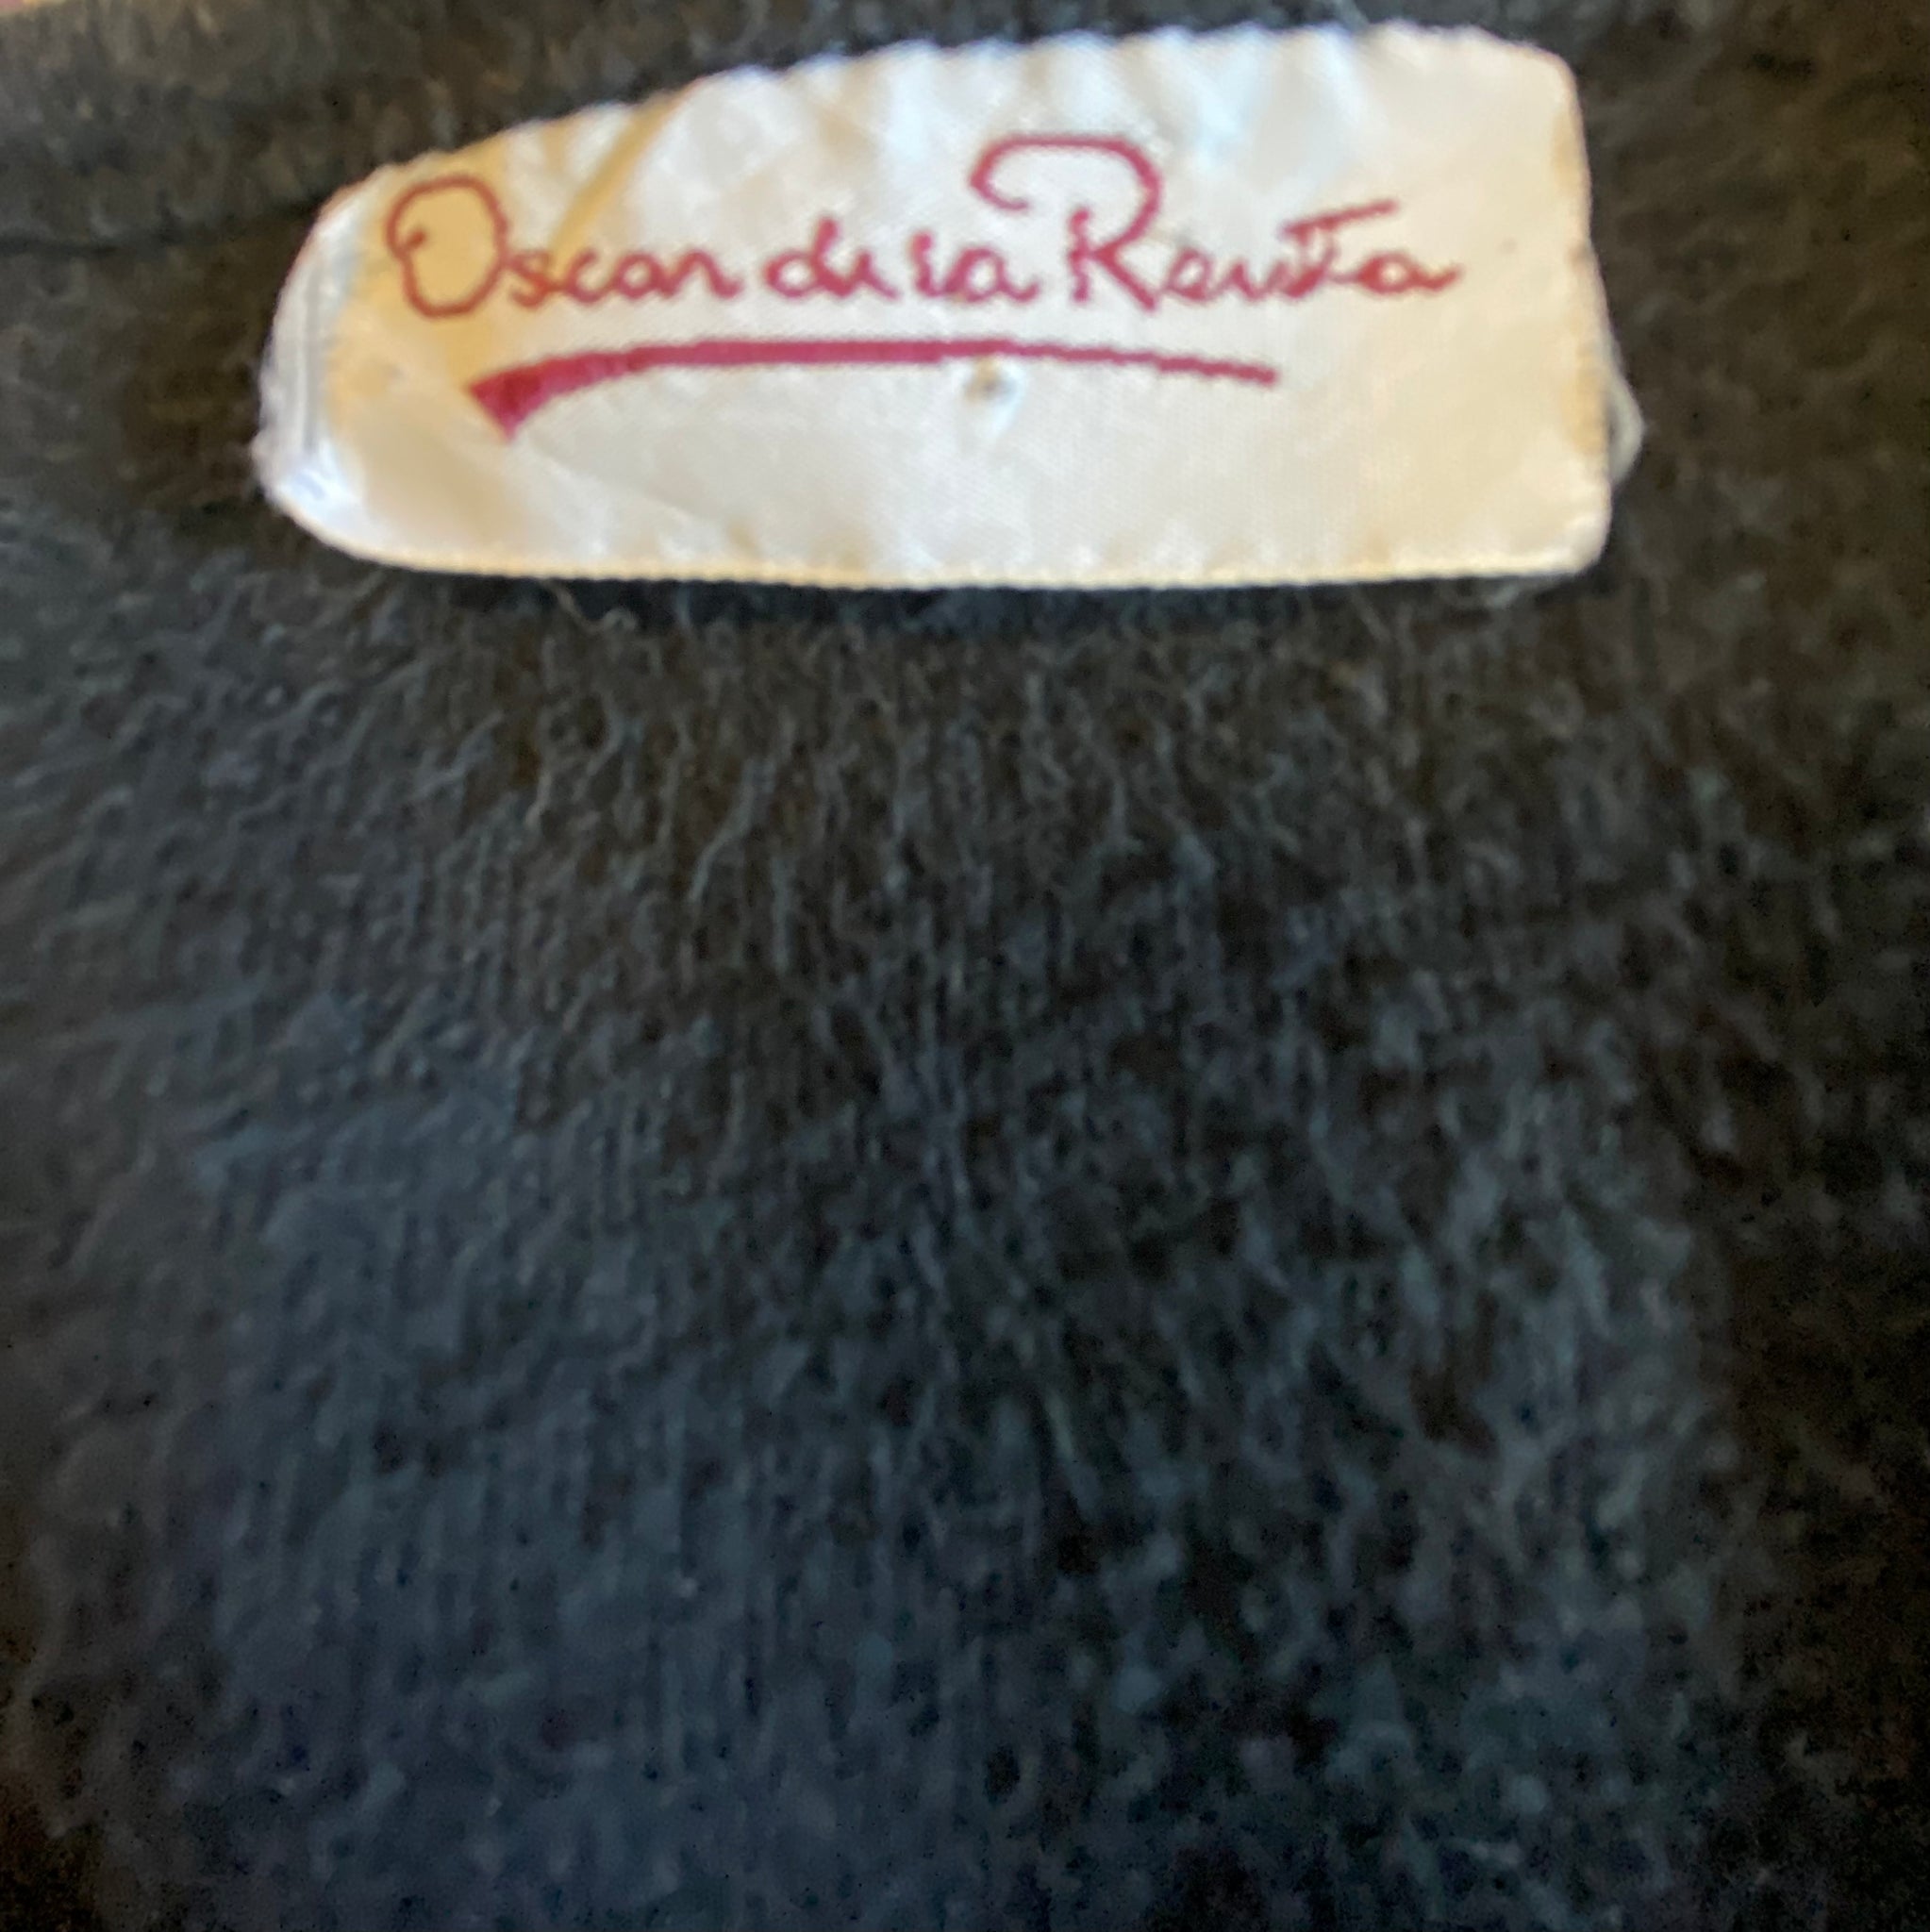 Oscar de la Renta